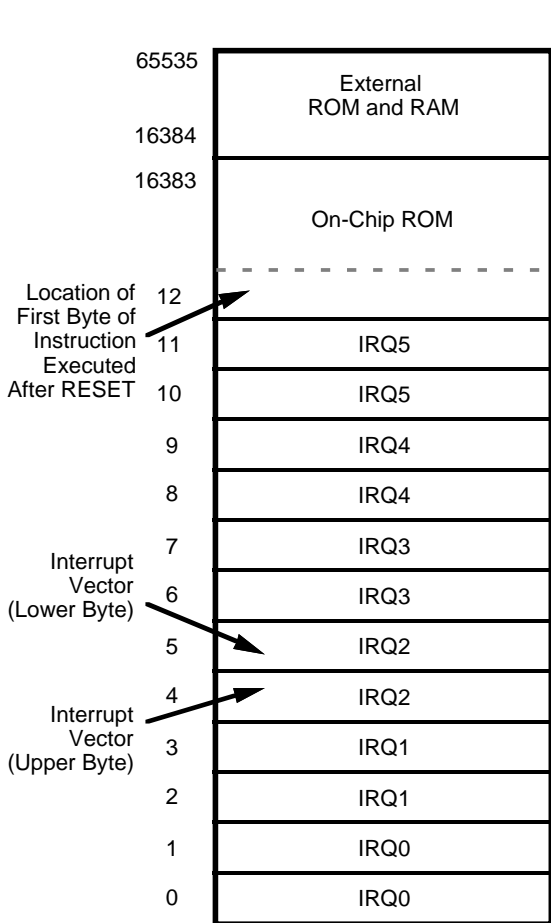 65535
External
ROM and RAM
16384
16383
On-Chip ROM
Location of
First Byte of
Instruction
Executed
After RESET
12
11 IRQ5
10 IRQ5
9 IRQ4
8 IRQ4
7 IRQ3
Interrupt
Vector
(Lower Byte)
6 IRQ3
5 IRQ2
4 IRQ2
Interrupt
Vector
(Upper Byte)
3 IRQ1
2 IRQ1
1 IRQ0
0 IRQ0